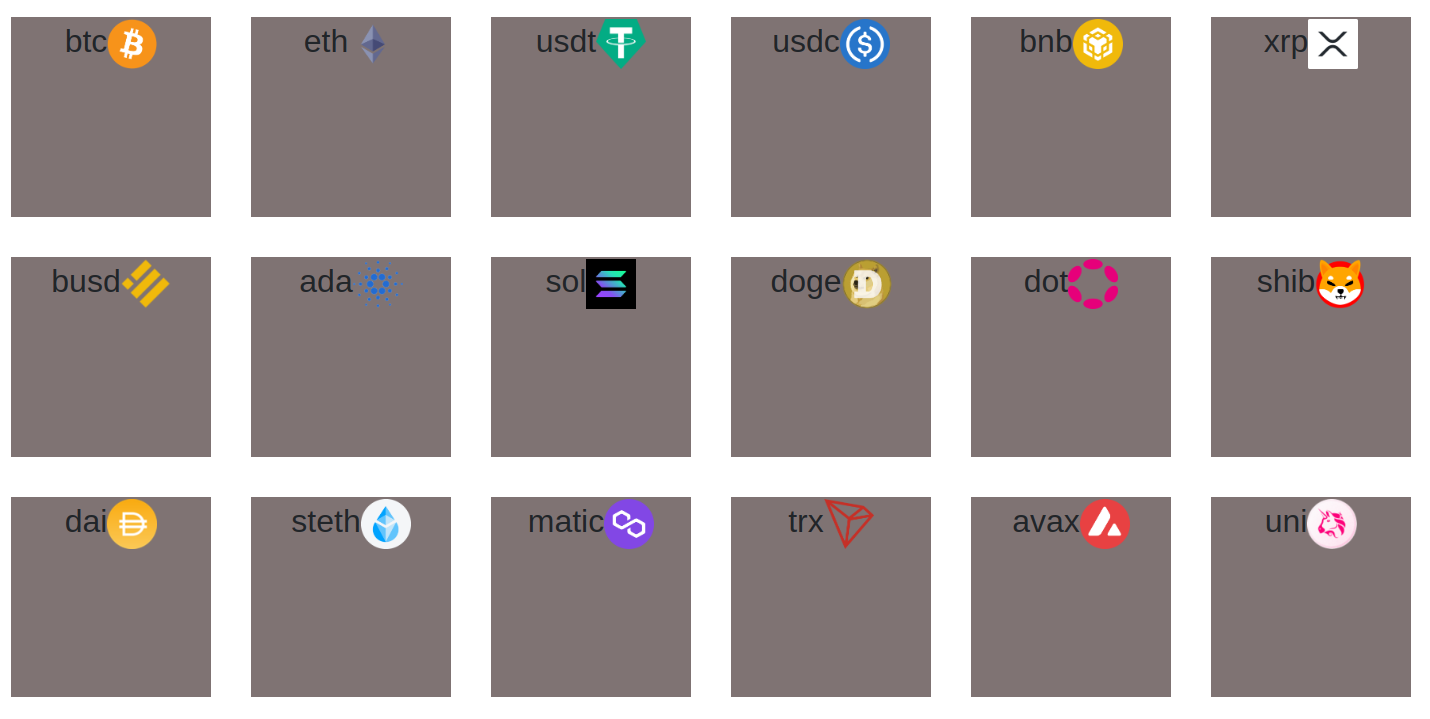 btc eth usdt usdc bnb xrp
busd ada sol doge dot shib
dai steth matic trx avax uni